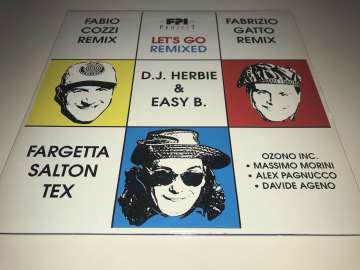 FABIO
COZZI
REMIX
FPI
PROJECT
LET'S GO
REMIXED
FABRIZIO
GATTO
REMIX
D.J. HERBIE
&
EASY B.
FARGETTA
SALTON
TEX
OZONO INC.
• MASSIMO MORINI
• ALEX PAGNUCCO
• DAVIDE AGENO